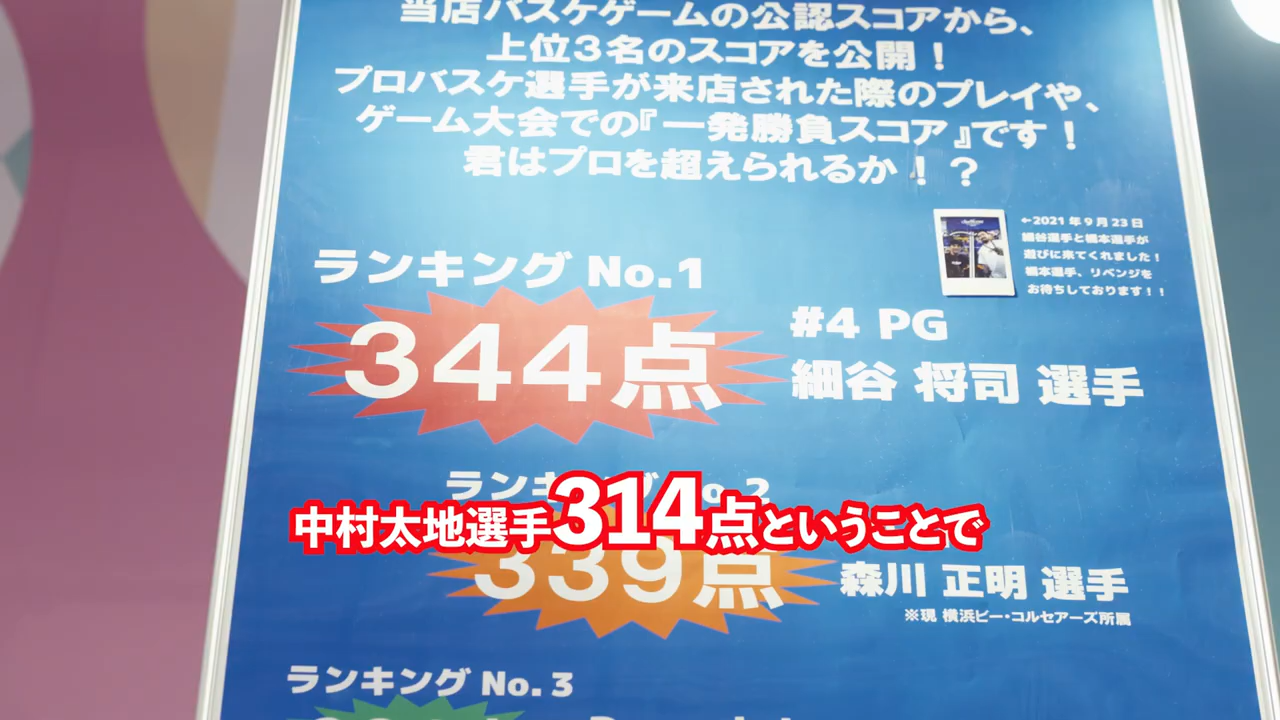 当店バスケゲームの公認スコアから、
上位3名のスコアを公開！
プロバスケ選手が来店された際のプレイや、
ゲーム大会での『一発勝負スコア』です！
君はプロを超えられるか！？
←2021年9月23日
細谷選手と橋本選手が
遊びに来てくれました！
橋本選手、リベンジを
お待ちしております！！
ランキング No.1
344点
#4 PG
細谷 将司 選手
ランキング No.2
中村太地選手314点ということで
339点
森川 正明 選手
※現 横浜ビー・コルセアーズ所属
ランキング No.3